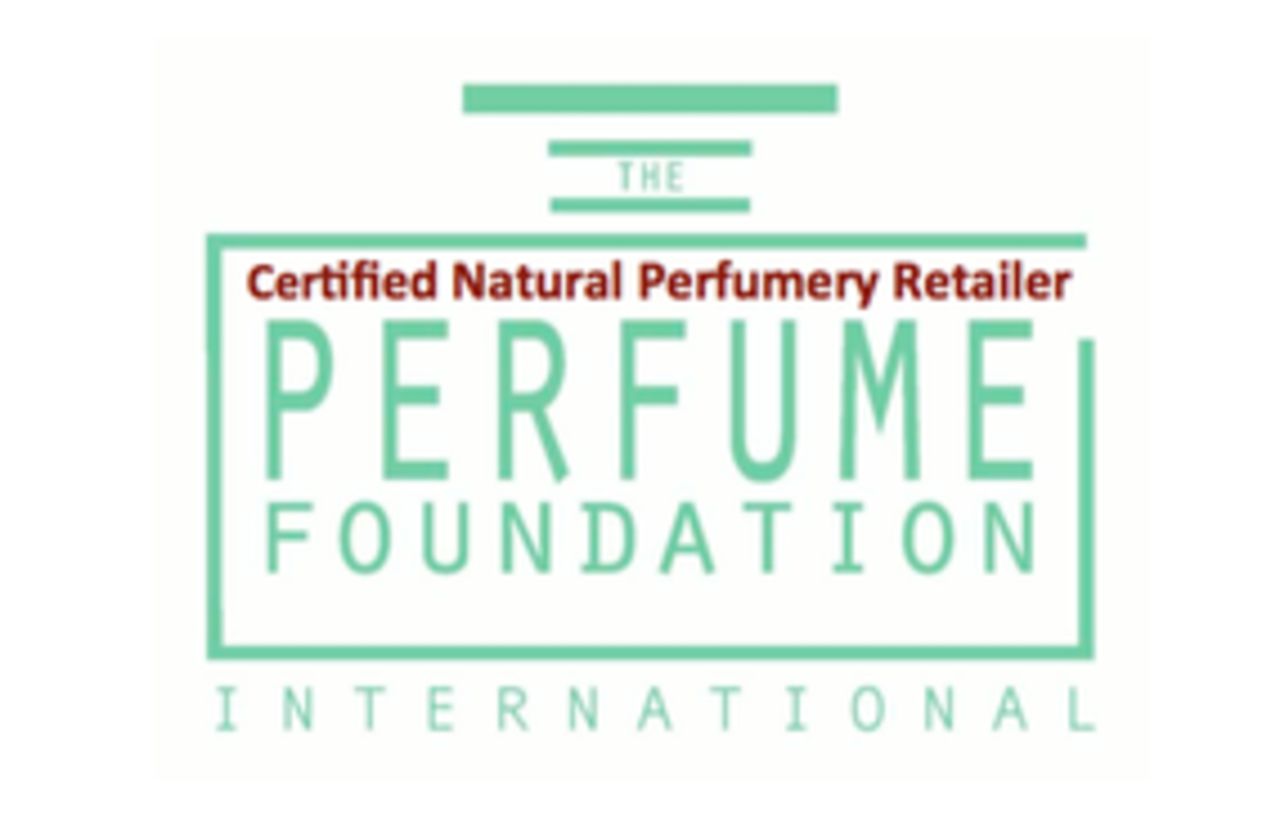 THE
Certified Natural Perfumery Retailer
PERFUME
FOUNDATION
INTERNATIONAL